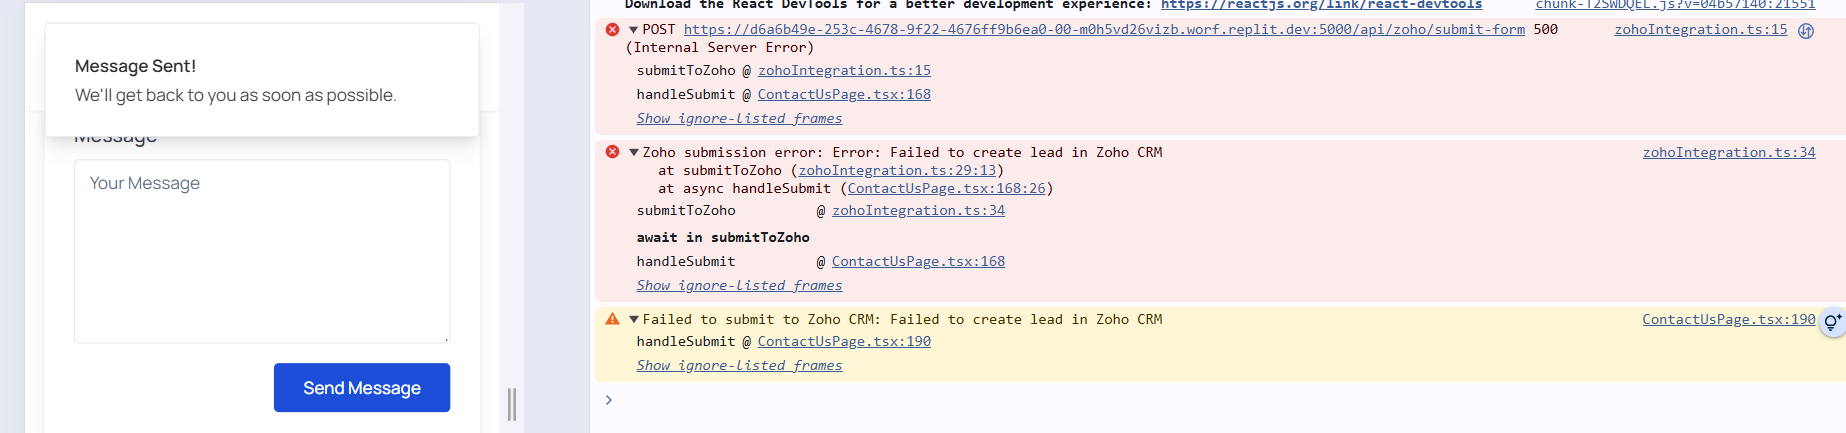 Message Sent!
We'll get back to you as soon as possible.
Message
Your Message
Send Message
Download the React DevTools for a better development experience: https://reactjs.org/link/react-devtools chunk-T2SWDQEL.js?v=04b57140:21551
POST https://d6a6b49e-253c-4678-9f22-4676ff9b6ea0-00-m0h5vd26vizb.worf.replit.dev:5000/api/zoho/submit-form 500 zohoIntegration.ts:15
(Internal Server Error)
submitToZoho @ zohoIntegration.ts:15
handleSubmit @ ContactUsPage.tsx:168
Show ignore-listed frames
Zoho submission error: Error: Failed to create lead in Zoho CRM zohoIntegration.ts:34
at submitToZoho (zohoIntegration.ts:29:13)
at async handleSubmit (ContactUsPage.tsx:168:26)
submitToZoho @ zohoIntegration.ts:34
await in submitToZoho
handleSubmit @ ContactUsPage.tsx:168
Show ignore-listed frames
Failed to submit to Zoho CRM: Failed to create lead in Zoho CRM ContactUsPage.tsx:190
handleSubmit @ ContactUsPage.tsx:190
Show ignore-listed frames